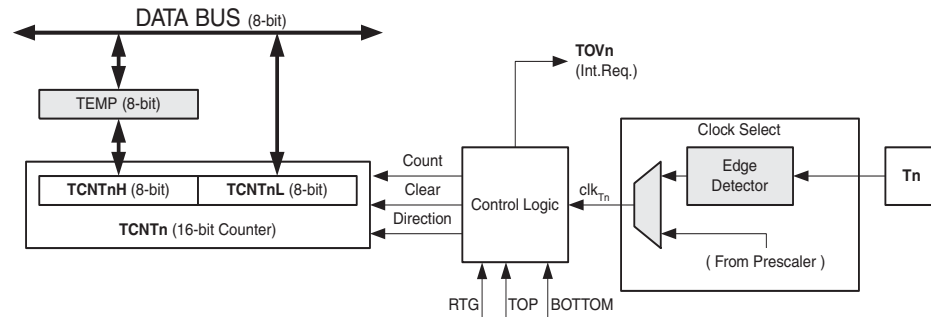 DATA BUS (8-bit)
TOVn
(Int.Req.)
TEMP (8-bit)
Clock Select
Count
Edge
Detector
Tn
TCNTnH (8-bit)
TCNTnL (8-bit)
Clear
Control Logic
clkTn
TCNTn (16-bit Counter)
Direction
( From Prescaler )
RTG
TOP
BOTTOM